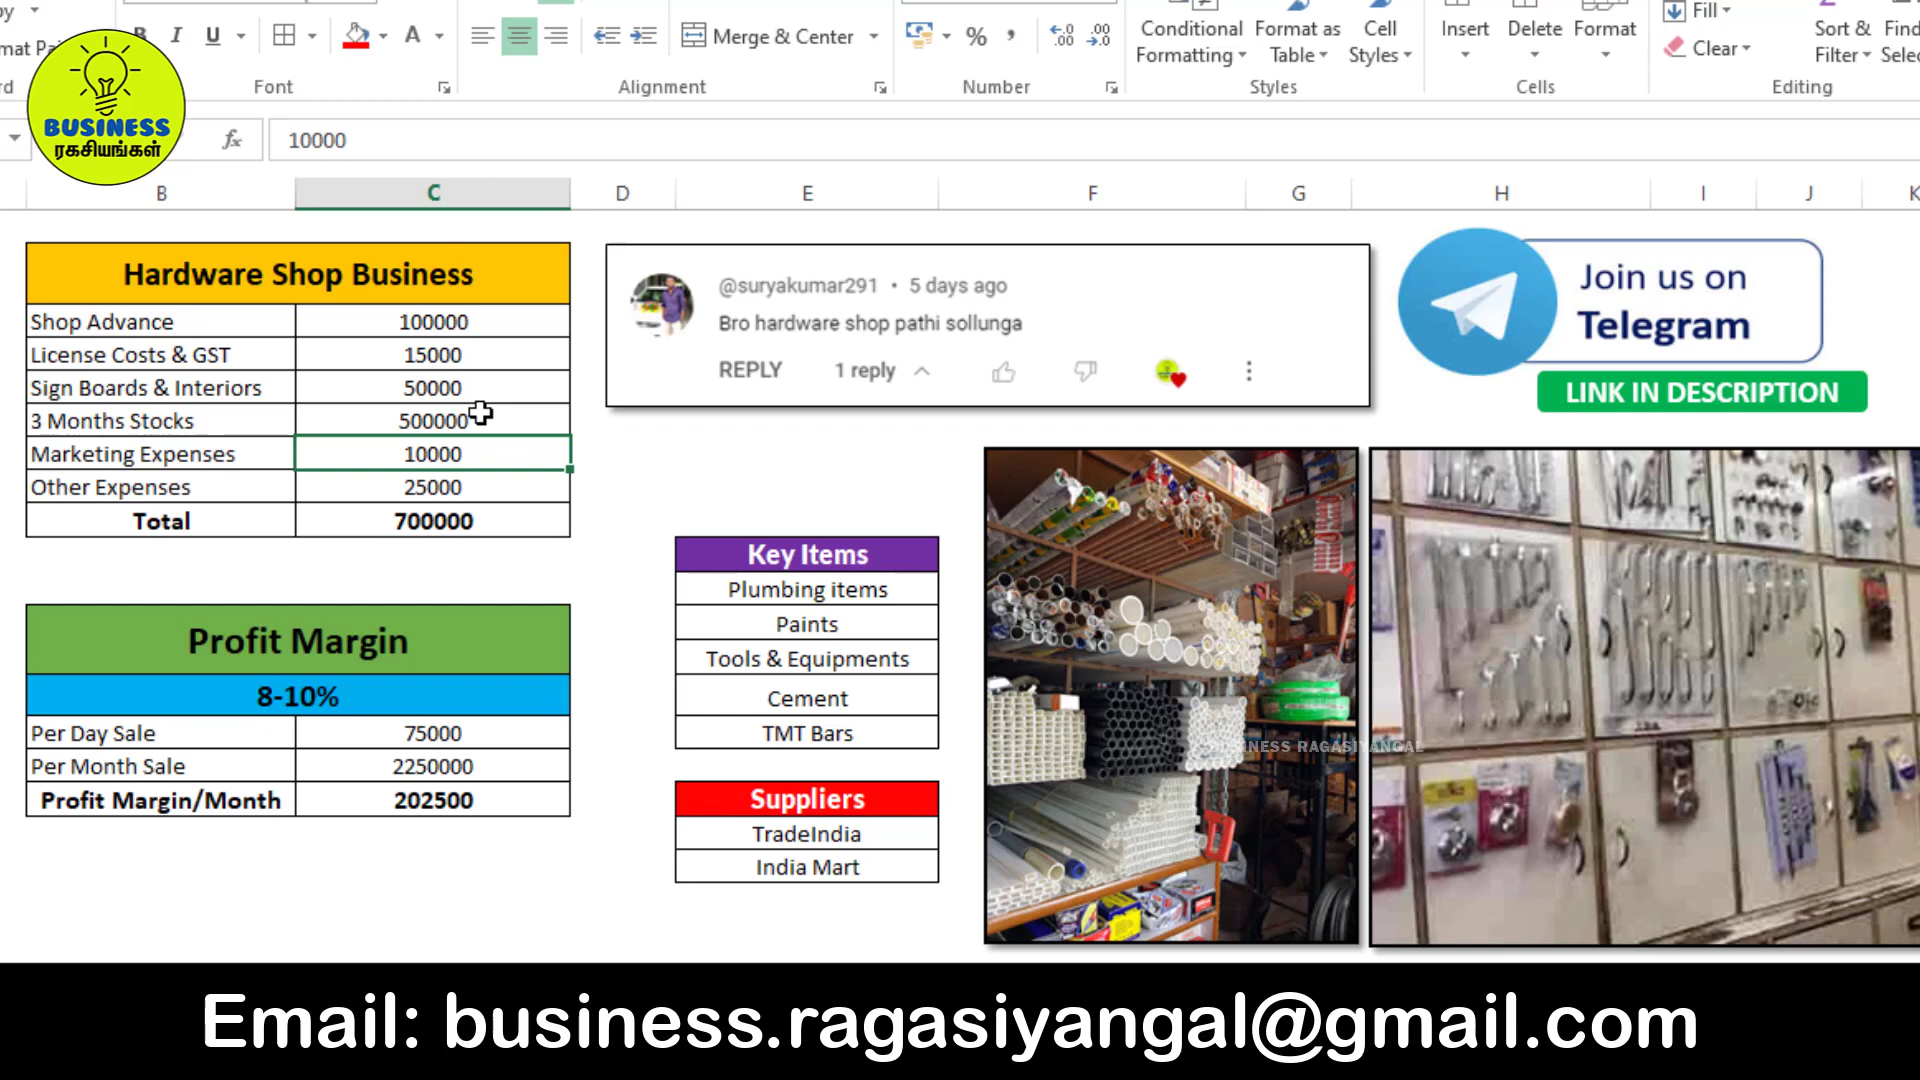 Font
Alignment
Merge & Center
%
Number
Conditional Formatting
Format as Table
Cell Styles
Styles
Insert
Delete
Format
Cells
Fill
Clear
Sort & Filter
Editing
BUSINESS
ரகசியங்கள்
fx
10000
B C D E F G H I J K
Hardware Shop Business
Shop Advance 100000
License Costs & GST 15000
Sign Boards & Interiors 50000
3 Months Stocks 500000
Marketing Expenses 10000
Other Expenses 25000
Total 700000
Profit Margin
8-10%
Per Day Sale 75000
Per Month Sale 2250000
Profit Margin/Month 202500
@suryakumar291 • 5 days ago
Bro hardware shop pathi sollunga
REPLY 1 reply
Join us on
Telegram
LINK IN DESCRIPTION
Key Items
Plumbing items
Paints
Tools & Equipments
Cement
TMT Bars
Suppliers
TradeIndia
India Mart
BUSINESS RAGASIYANGAL
Email: business.ragasiyangal@gmail.com